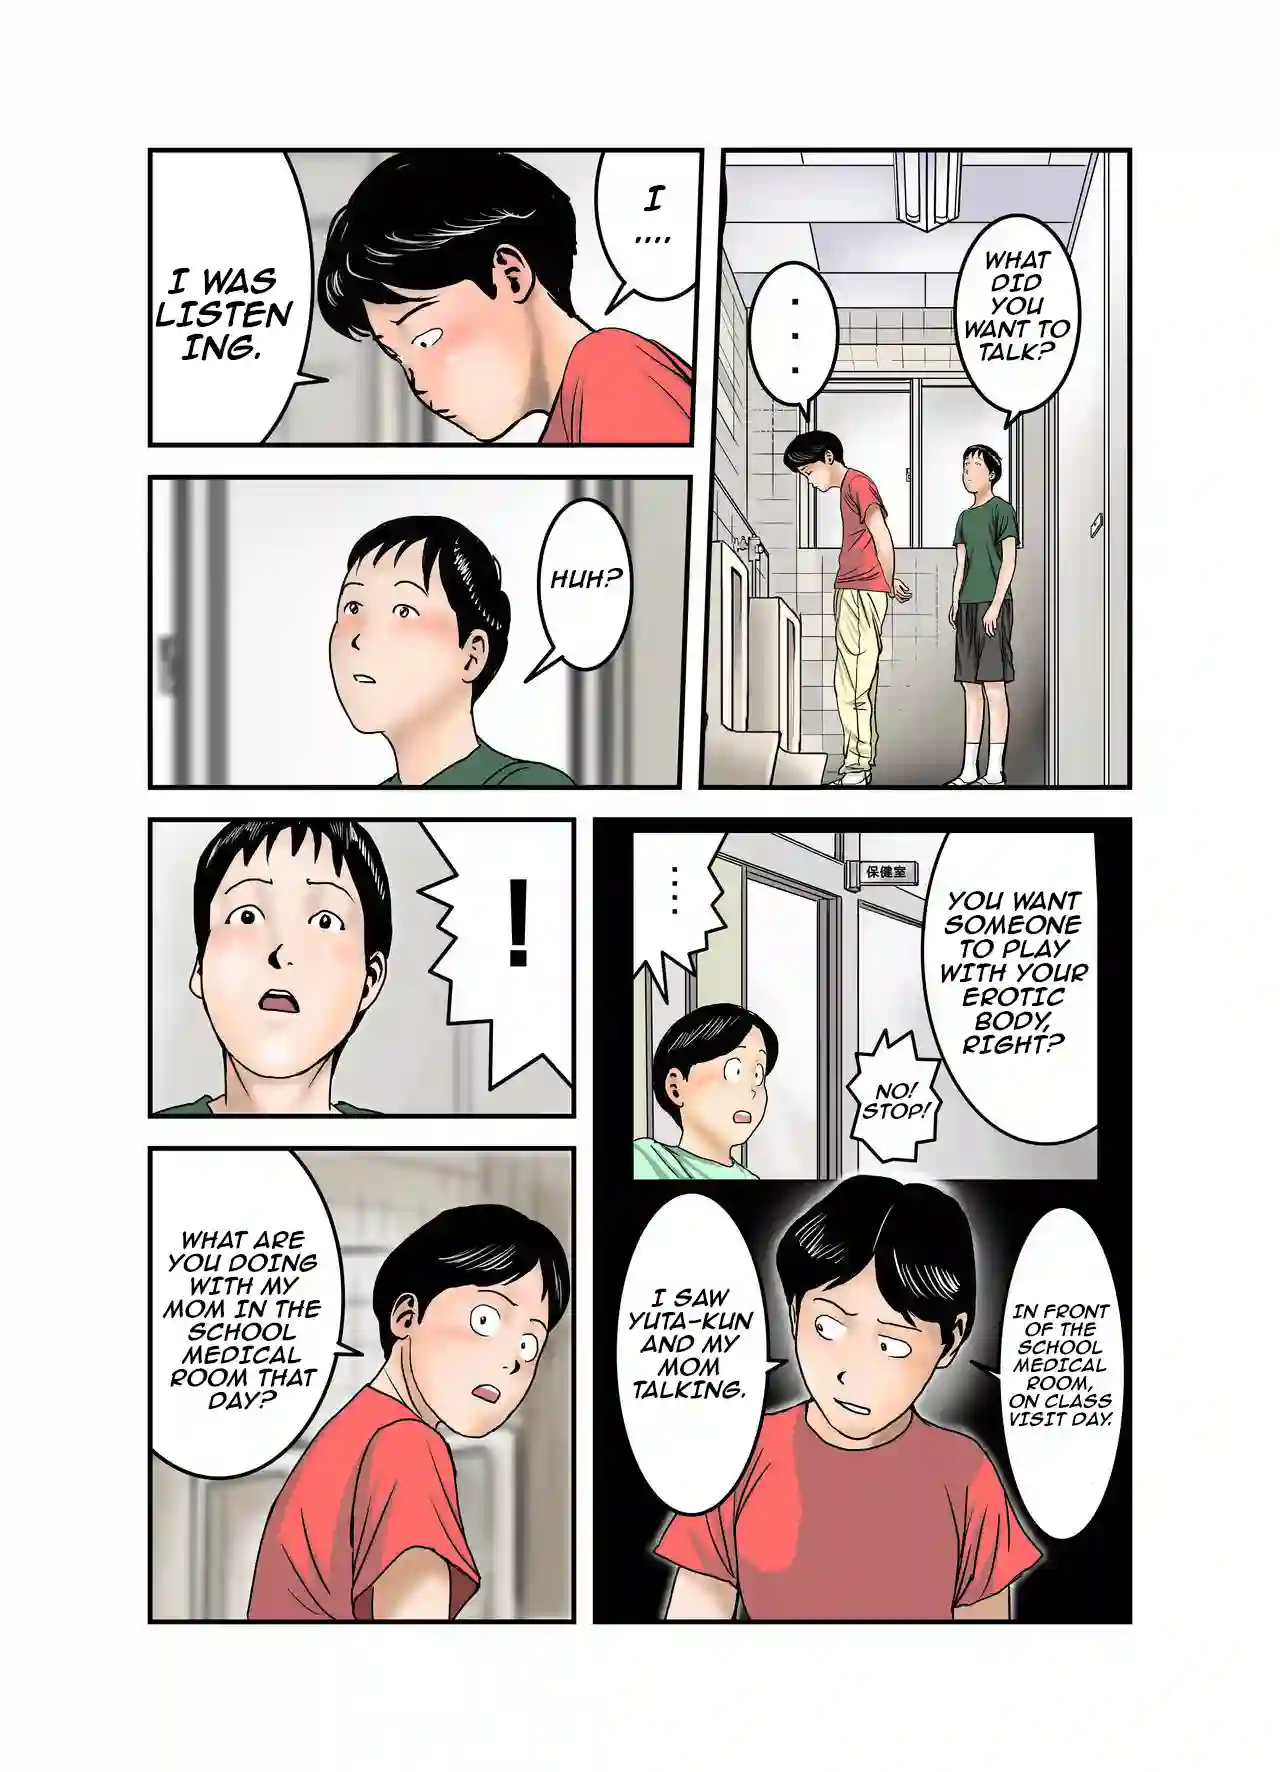 WHAT
DID
YOU
WANT TO
TALK?
. . .
I
....
I WAS
LISTEN
ING.
HUH?
保健室
YOU WANT
SOMEONE
TO PLAY
WITH YOUR
EROTIC
BODY,
RIGHT?
NO!
STOP!
....
IN FRONT
OF THE
SCHOOL
MEDICAL
ROOM,
ON CLASS
VISIT DAY.
I SAW
YUTA-KUN
AND MY
MOM
TALKING.
!
WHAT ARE
YOU DOING
WITH MY
MOM IN THE
SCHOOL
MEDICAL
ROOM THAT
DAY?